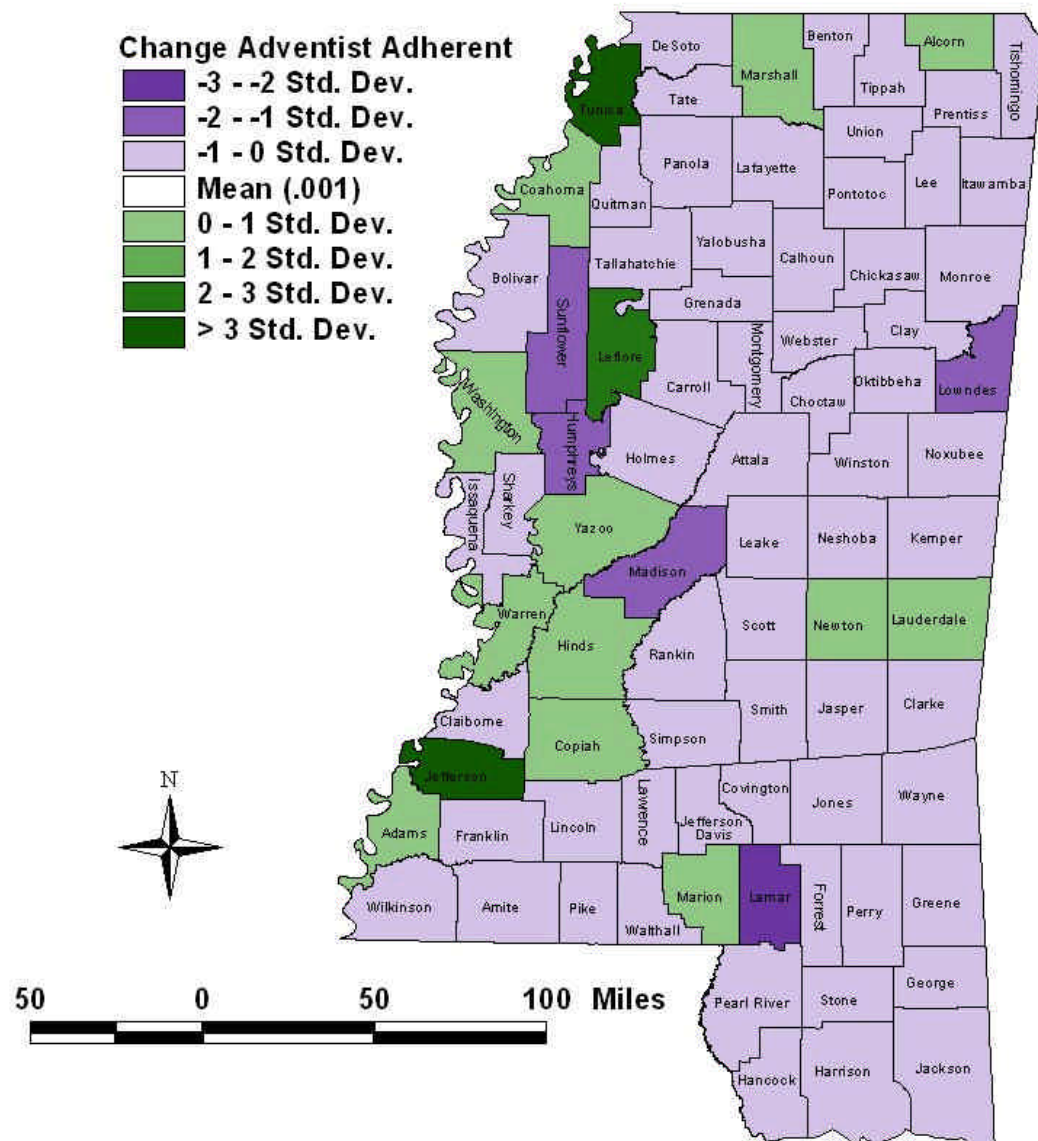 Change Adventist Adherent
-3 - -2 Std. Dev.
-2 - -1 Std. Dev.
-1 - 0 Std. Dev.
Mean (.001)
0 - 1 Std. Dev.
1 - 2 Std. Dev.
2 - 3 Std. Dev.
> 3 Std. Dev.
DeSoto
Benton
Alcorn
Tishomingo
Marshall
Tippah
Tunica
Tate
Prentiss
Union
Panola
Lafayette
Coahoma
Quitman
Pontotoc
Lee
Itawamba
Yalobusha
Calhoun
Bolivar
Tallahatchie
Chickasaw
Monroe
Sunflower
Grenada
Clay
Leflore
Montgomery
Webster
Carroll
Oktibbeha
Lowndes
Washington
Choctaw
Humphreys
Holmes
Attala
Winston
Noxubee
Issaquena
Sharkey
Yazoo
Leake
Neshoba
Kemper
Madison
Warren
Hinds
Rankin
Scott
Newton
Lauderdale
Claiborne
Copiah
Simpson
Smith
Jasper
Clarke
Jefferson
Lawrence
Covington
Jones
Wayne
Adams
Franklin
Lincoln
Jefferson
Davis
Wilkinson
Amite
Pike
Walthall
Marion
Lamar
Forrest
Perry
Greene
N
Pearl River
Stone
George
Hancock
Harrison
Jackson
50 0 50 100 Miles